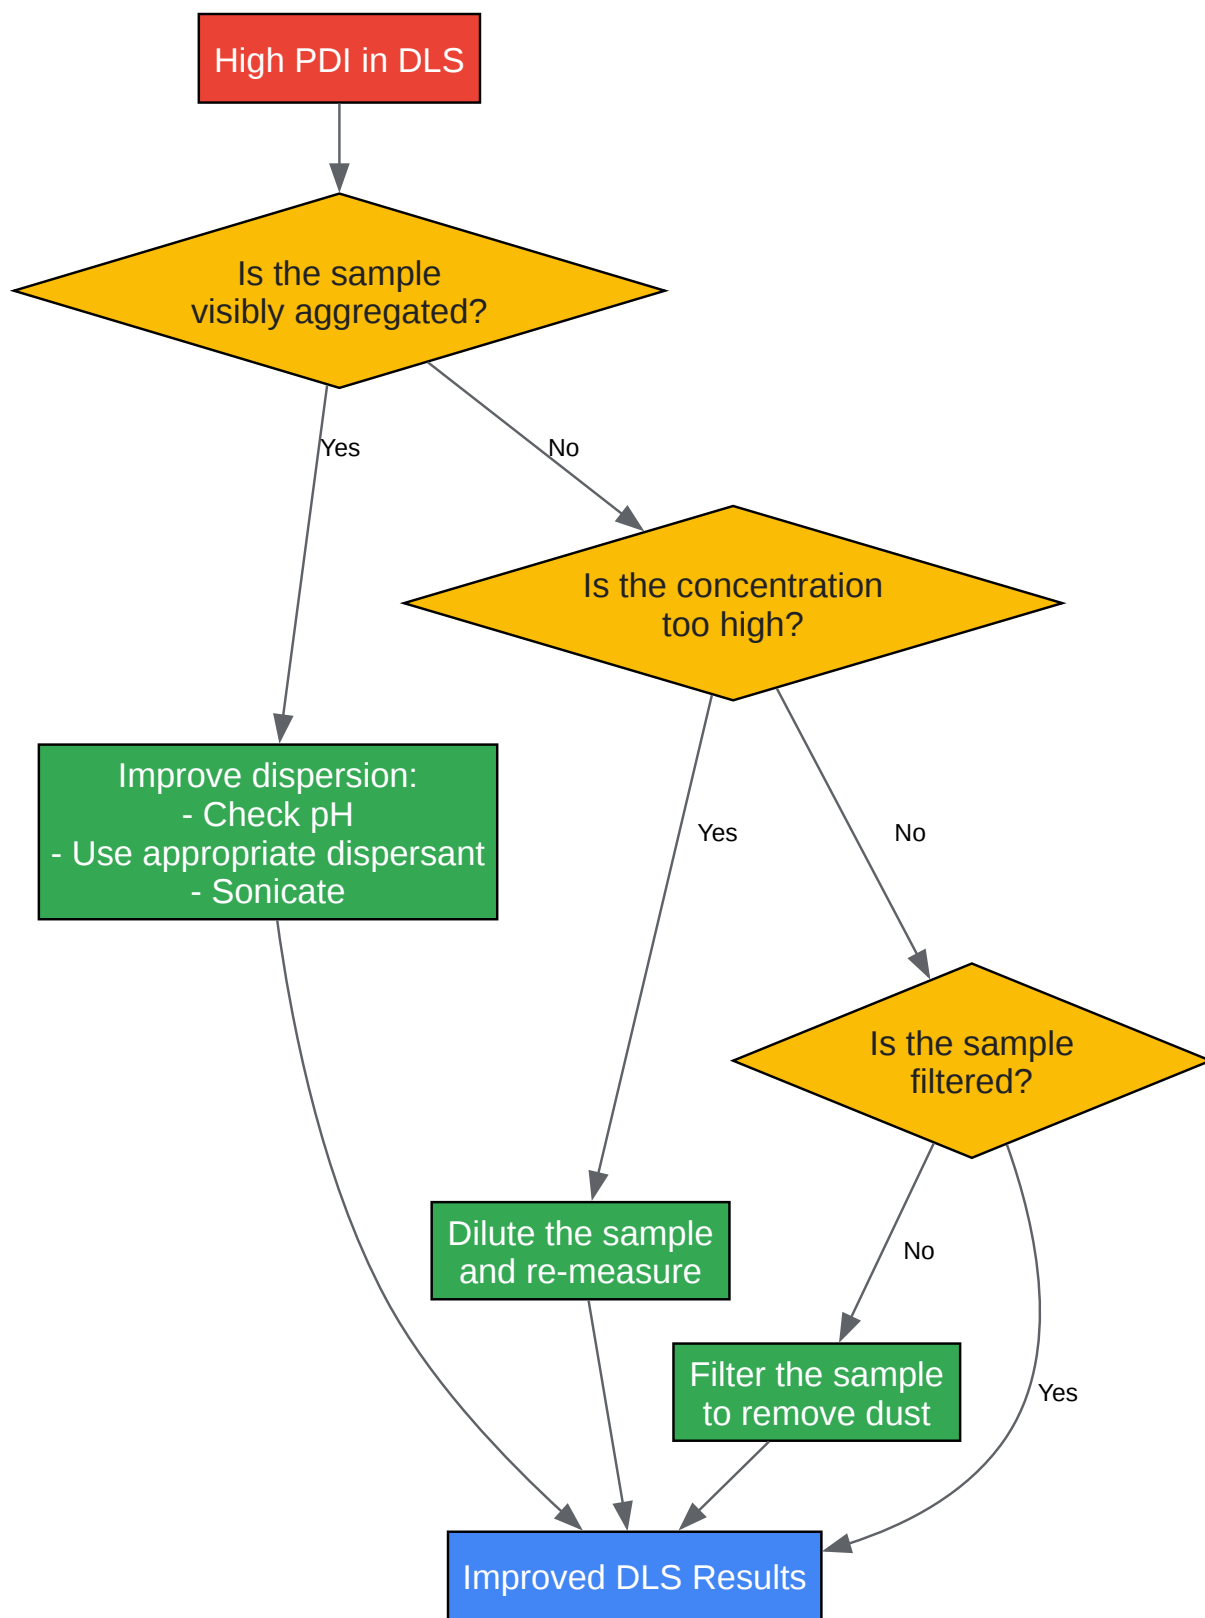 High PDI in DLS
Is the sample
visibly aggregated?
Yes
No
Is the concentration
too high?
Improve dispersion:
- Check pH
- Use appropriate dispersant
- Sonicate
Yes
No
Is the sample
filtered?
Dilute the sample
and re-measure
No
Filter the sample
to remove dust
Yes
Improved DLS Results